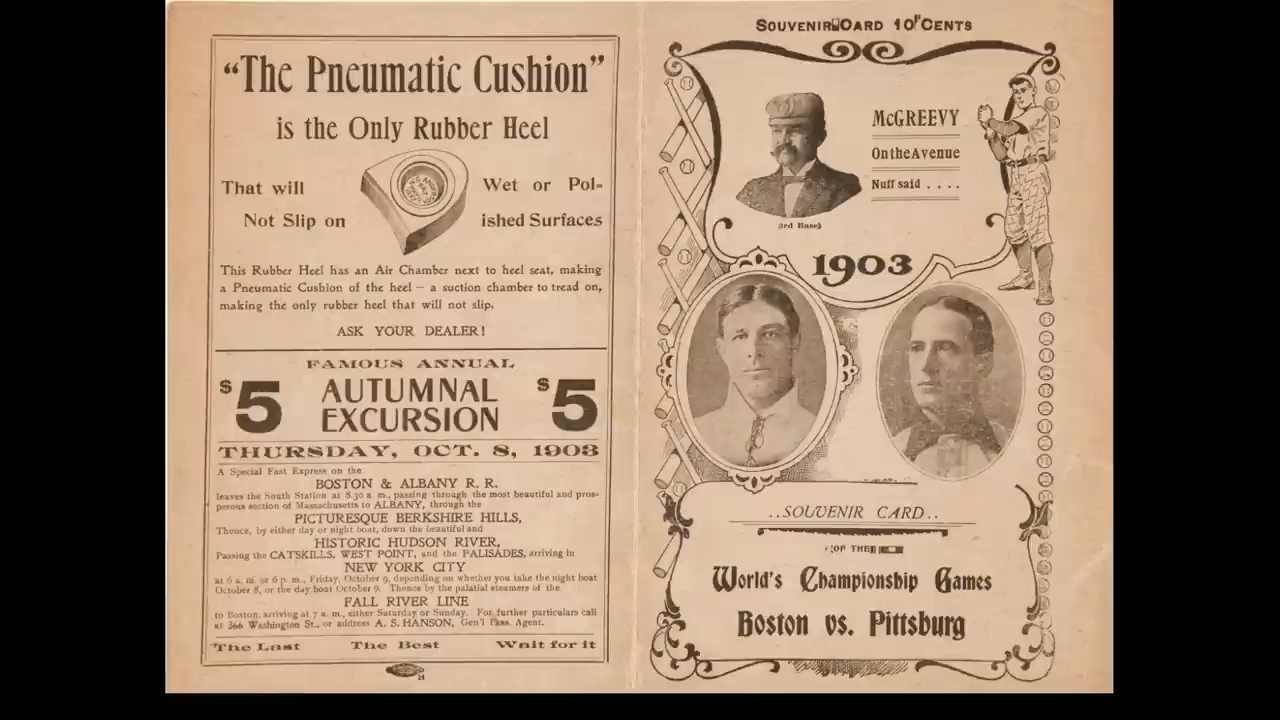 "The Pneumatic Cushion"
is the Only Rubber Heel
That will Wet or Pol-
Not Slip on ished Surfaces
This Rubber Heel has an Air Chamber next to heel seat, making
a Pneumatic Cushion of the heel — a suction chamber to tread on,
making the only rubber heel that will not slip.
ASK YOUR DEALER!
FAMOUS ANNUAL
$5 AUTUMNAL $5
EXCURSION
THURSDAY, OCT. 8, 1903
A Special Fast Express on the
BOSTON & ALBANY R. R.
leaves the South Station at 8.30 a. m., passing through the most beautiful and pros-
perous section of Massachusetts to ALBANY, through the
PICTURESQUE BERKSHIRE HILLS,
Thence, by either day or night boat, down the beautiful and
HISTORIC HUDSON RIVER,
Passing the CATSKILLS, WEST POINT, and the PALISADES, arriving in
NEW YORK CITY
at 6 a. m. or 6 p. m., Friday, October 9, depending on whether you take the night boat
October 8, or the day boat October 9. Thence by the palatial steamers of the
FALL RIVER LINE
to Boston, arriving at 7 a. m., either Saturday or Sunday. For further particulars call
at 366 Washington St., or address A. S. HANSON, Gen'l Pass. Agent.
The Last The Best Wait for it
SOUVENIR CARD 10 CENTS
McGREEVY
On the Avenue
Nuff said . . . .
3rd Base
1903
..SOUVENIR CARD..
OF THE
World's Championship Games
Boston vs. Pittsburg